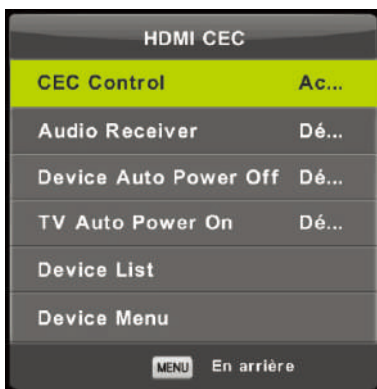 HDMI CEC
CEC Control Ac...
Audio Receiver Dé...
Device Auto Power Off Dé...
TV Auto Power On Dé...
Device List
Device Menu
MENU En arrière